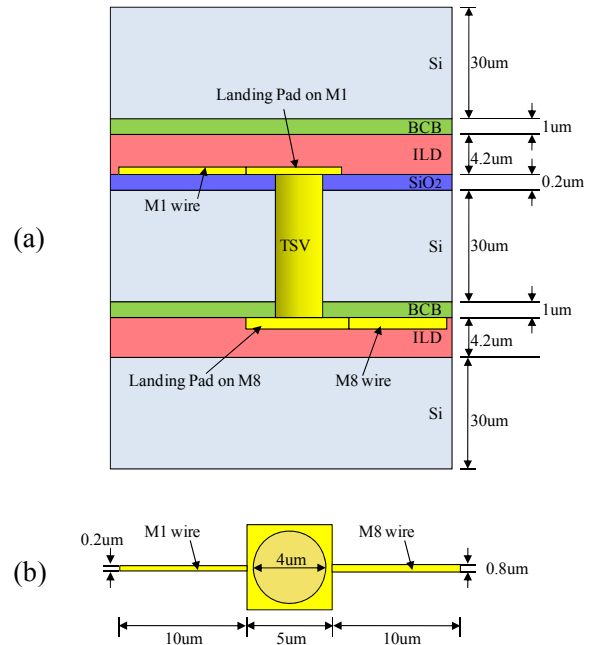 (a)
Si
30um
Landing Pad on M1
BCB
1um
ILD
4.2um
SiO2
0.2um
M1 wire
TSV
Si
30um
BCB
1um
ILD
4.2um
Landing Pad on M8
M8 wire
Si
30um
(b)
0.2um
M1 wire
4um
M8 wire
0.8um
10um
5um
10um